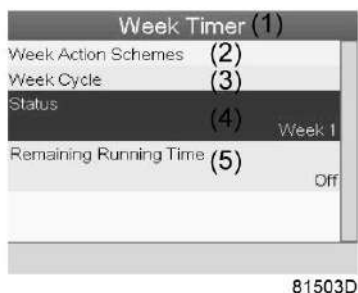 Week Timer (1)
Week Action Schemes (2)
Week Cycle (3)
Status (4)
Week 1
Remaining Running Time (5)
Off
81503D